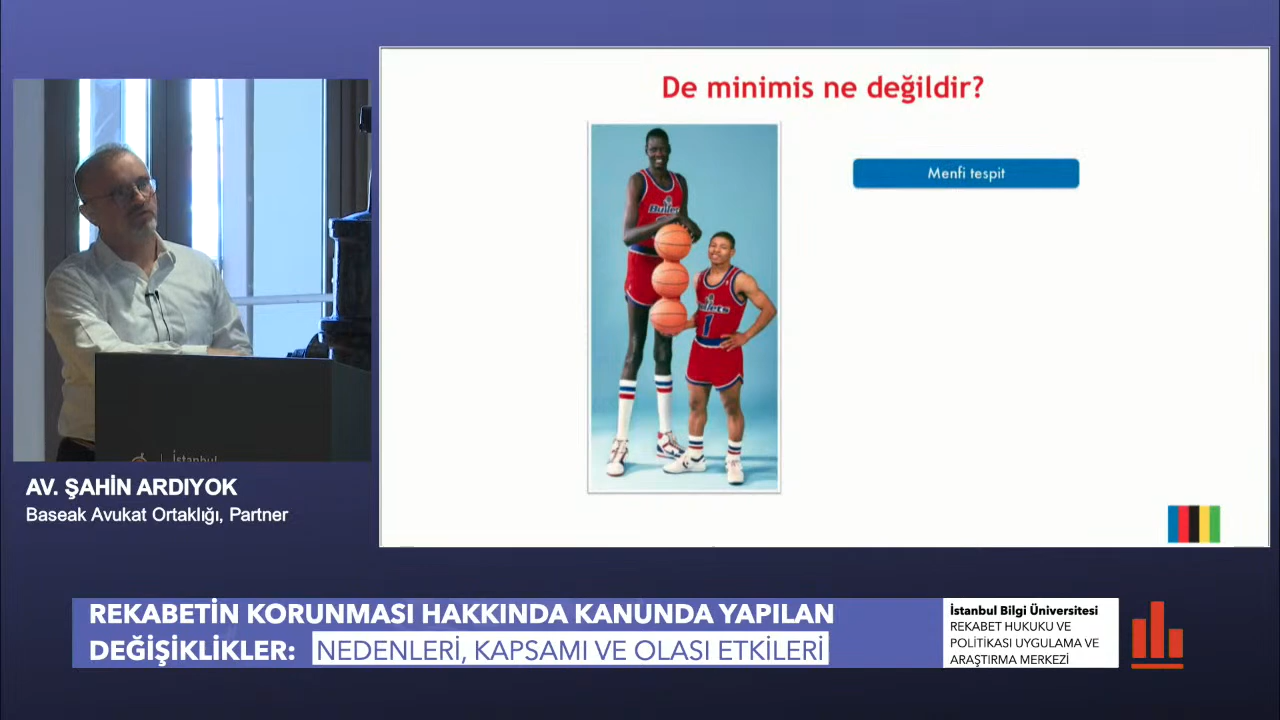 De minimis ne değildir?
Menfi tespit
Bullets
1
İstanbul
AV. ŞAHİN ARDIYOK
Baseak Avukat Ortaklığı, Partner
REKABETİN KORUNMASI HAKKINDA KANUNDA YAPILAN
DEĞİŞİKLİKLER: NEDENLERİ, KAPSAMI VE OLASI ETKİLERİ
İstanbul Bilgi Üniversitesi
REKABET HUKUKU VE
POLİTİKASI UYGULAMA VE
ARAŞTIRMA MERKEZİ